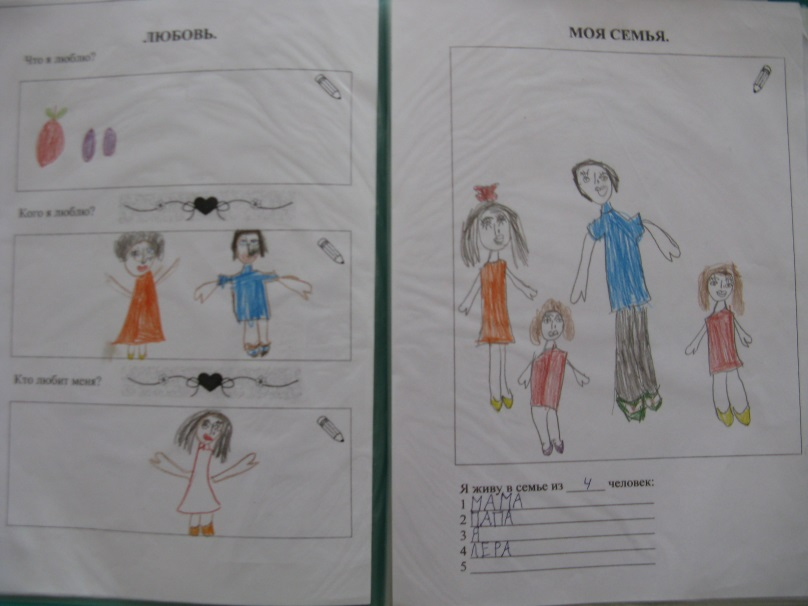 ЛЮБОВЬ.
Что я люблю?
Кого я люблю?
Кто любит меня?
МОЯ СЕМЬЯ.
Я живу в семье из 4 человек:
1 МАМА
2 ПАПА
3 Я
4 ЛЕРА
5